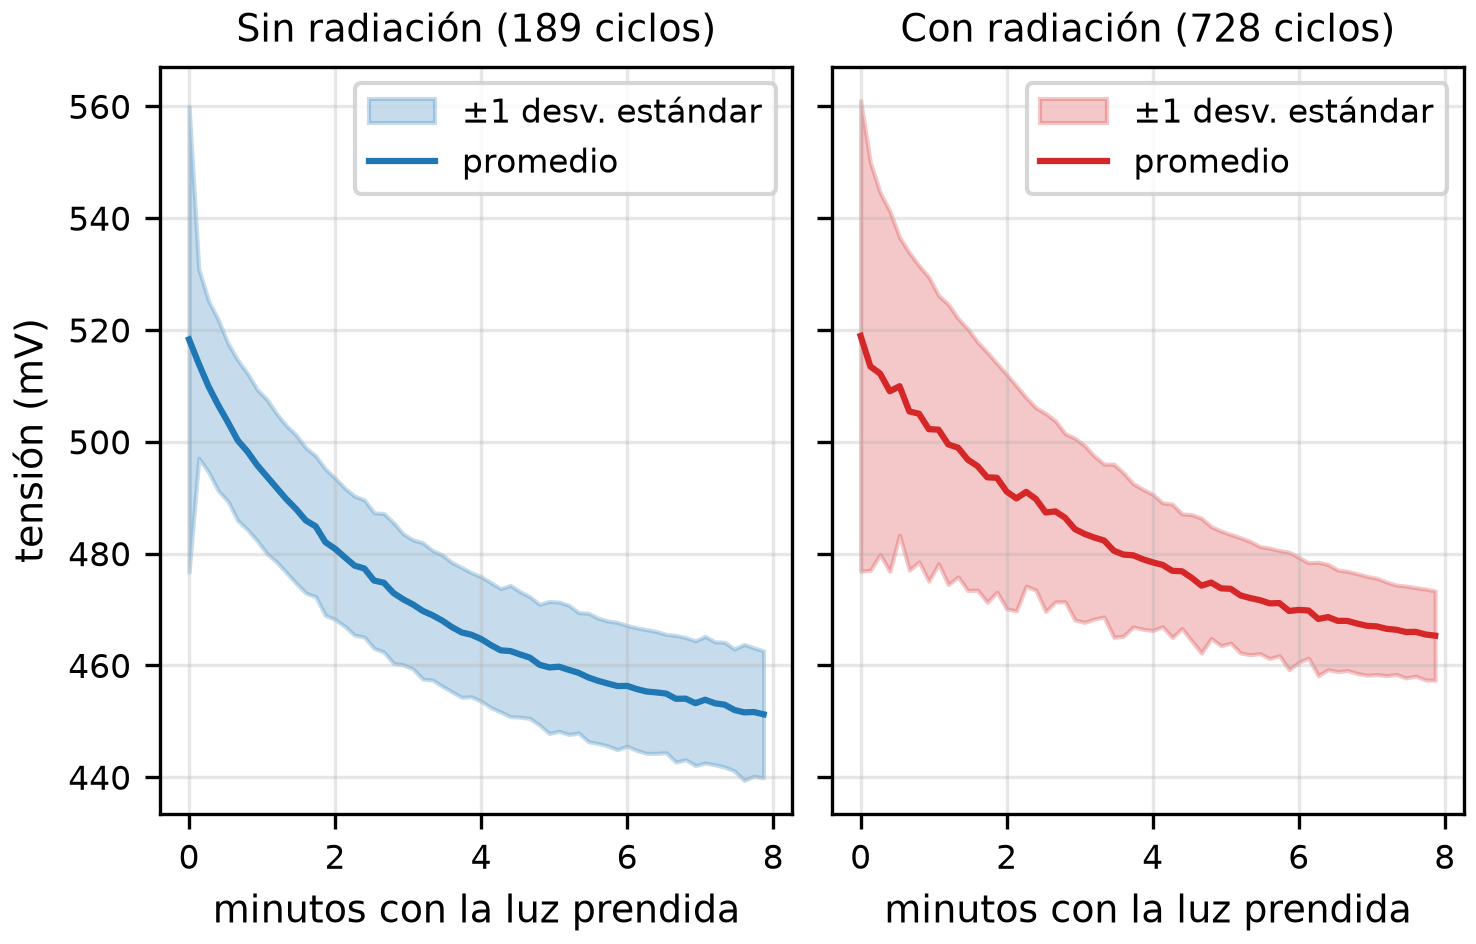 Sin radiación (189 ciclos)
Con radiación (728 ciclos)
±1 desv. estándar
promedio
±1 desv. estándar
promedio
tensión (mV)
560
540
520
500
480
460
440
0 2 4 6 8
0 2 4 6 8
minutos con la luz prendida
minutos con la luz prendida